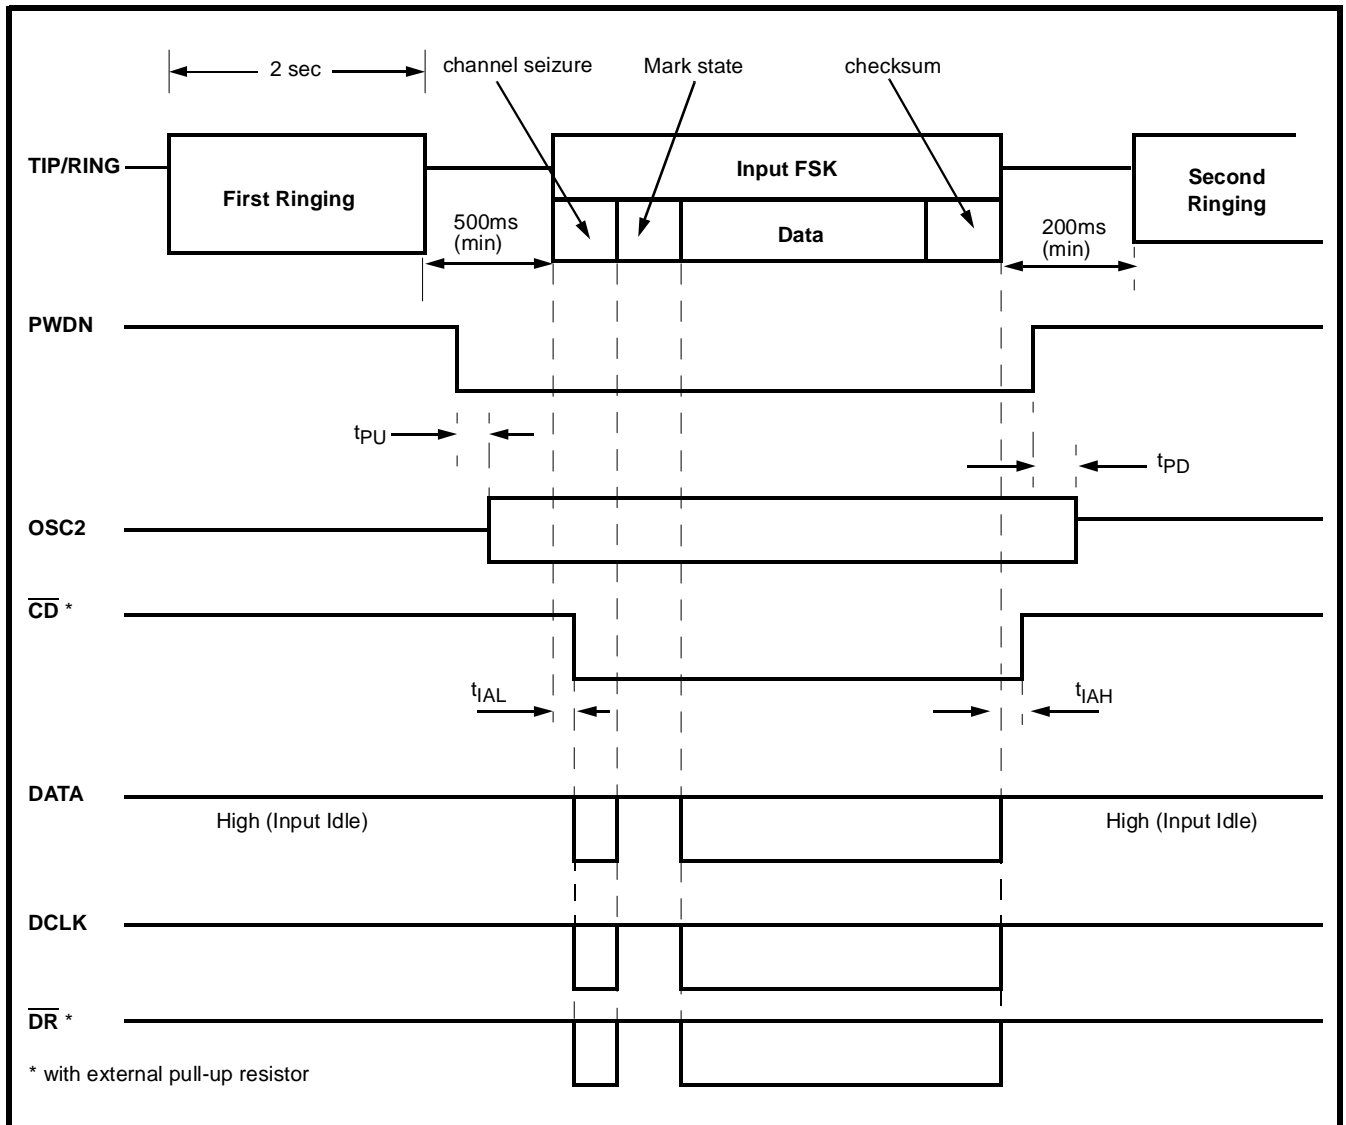 2 sec
channel seizure
Mark state
checksum
TIP/RING
First Ringing
500ms
(min)
Input FSK
Data
200ms
(min)
Second
Ringing
PWDN
tPU
tPD
OSC2
CD *
tIAL
tIAH
DATA
High (Input Idle)
High (Input Idle)
DCLK
DR *
* with external pull-up resistor